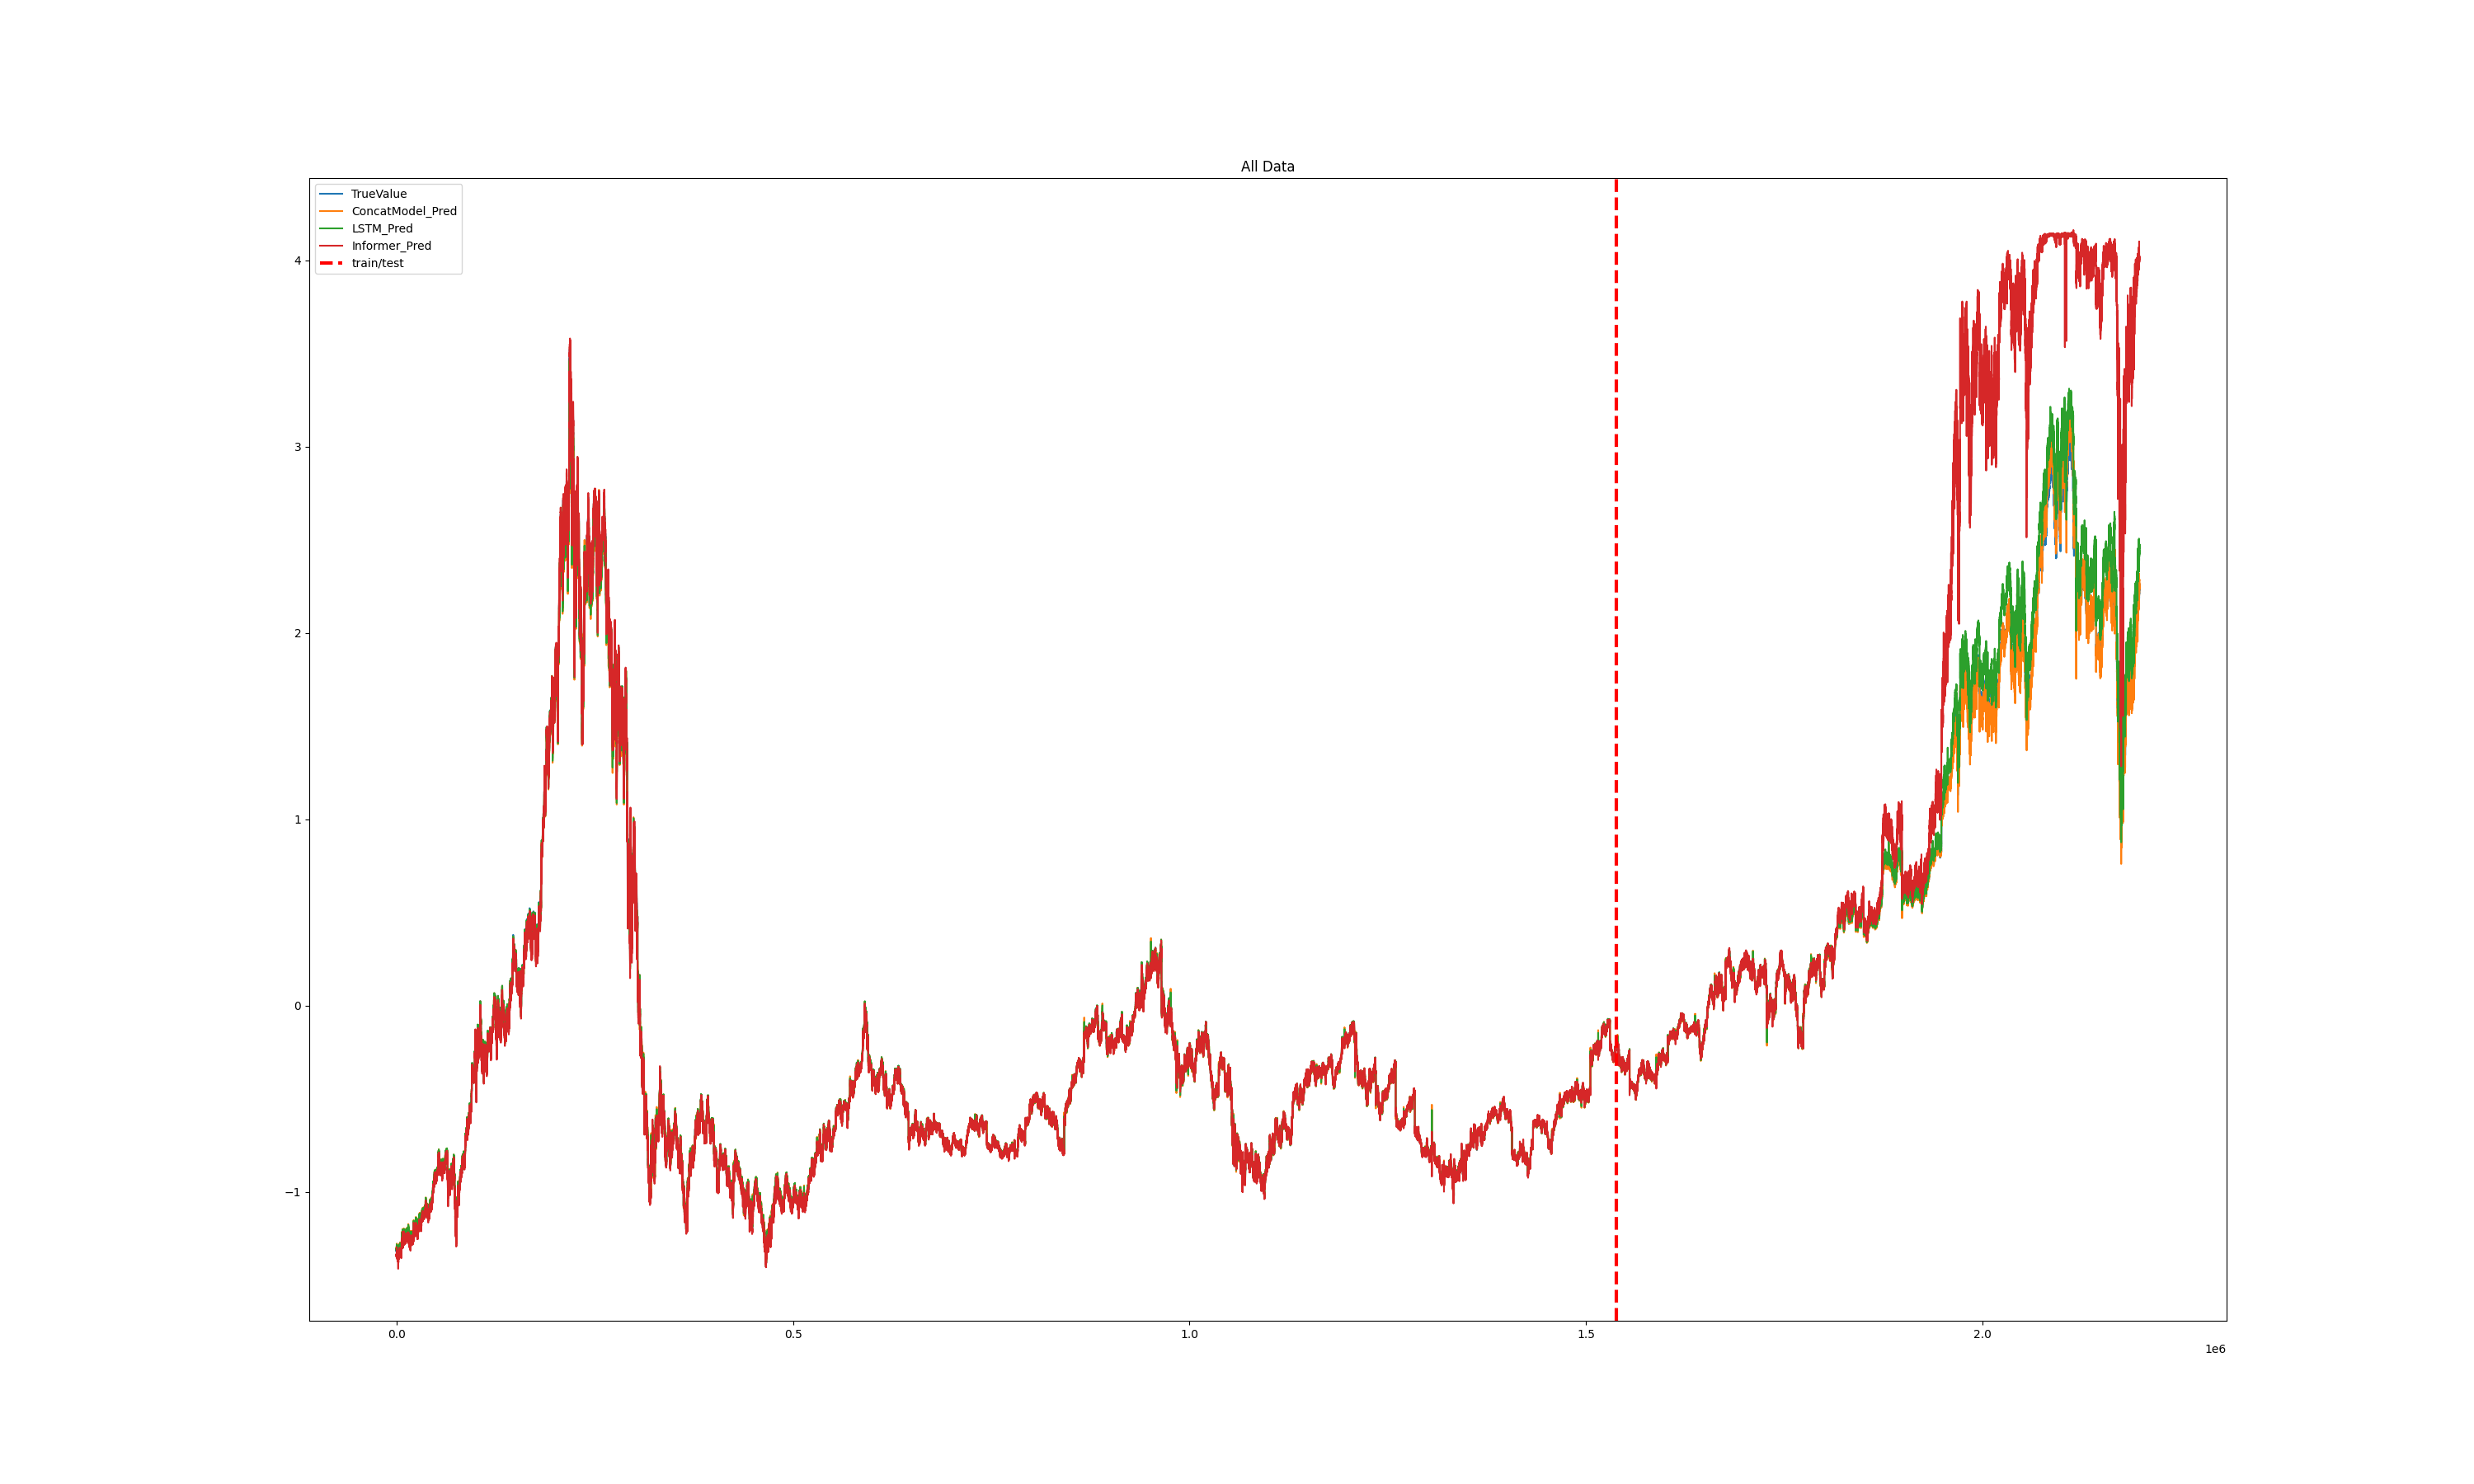 All Data
TrueValue
ConcatModel_Pred
LSTM_Pred
Informer_Pred
train/test
4
3
2
1
0
−1
0.0 0.5 1.0 1.5 2.0
1e6